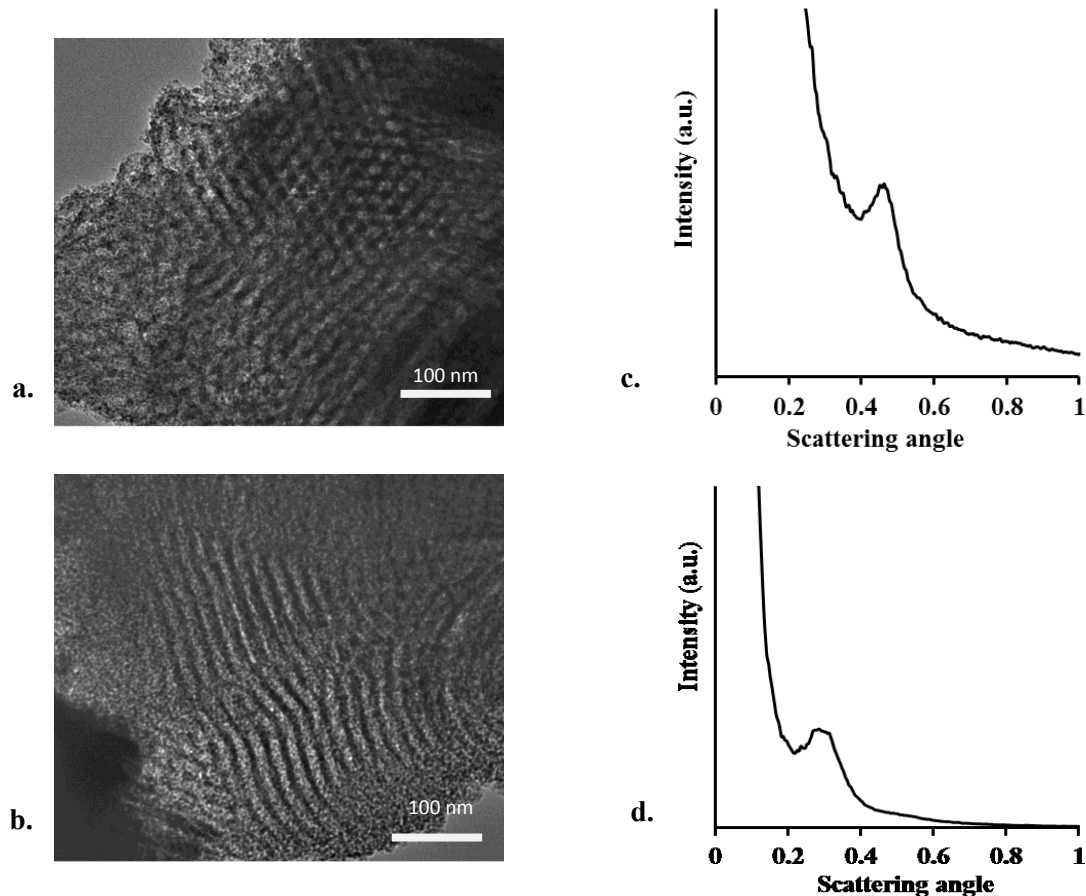 a.
100 nm
b.
100 nm
c.
Intensity (a.u.)
0 0.2 0.4 0.6 0.8 1
Scattering angle
d.
Intensity (a.u.)
0 0.2 0.4 0.6 0.8 1
Scattering angle